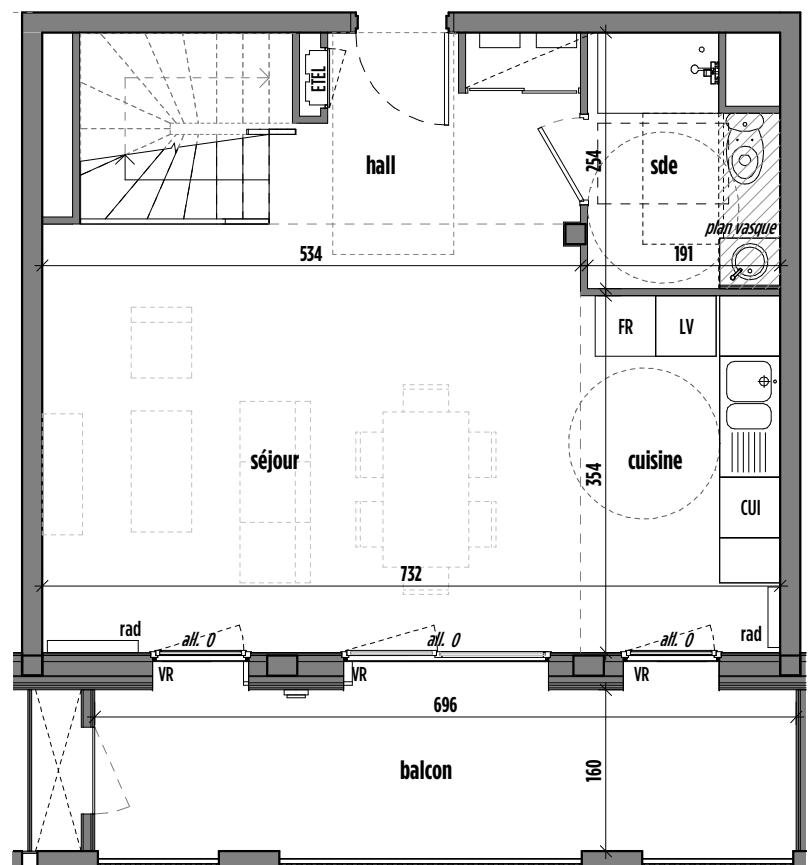 ETEL
hall
254
sde
plan vasque
534
191
FR
LV
séjour
354
cuisine
CUI
732
rad
all. 0
all. 0
all. 0
rad
VR
VR
VR
696
balcon
160